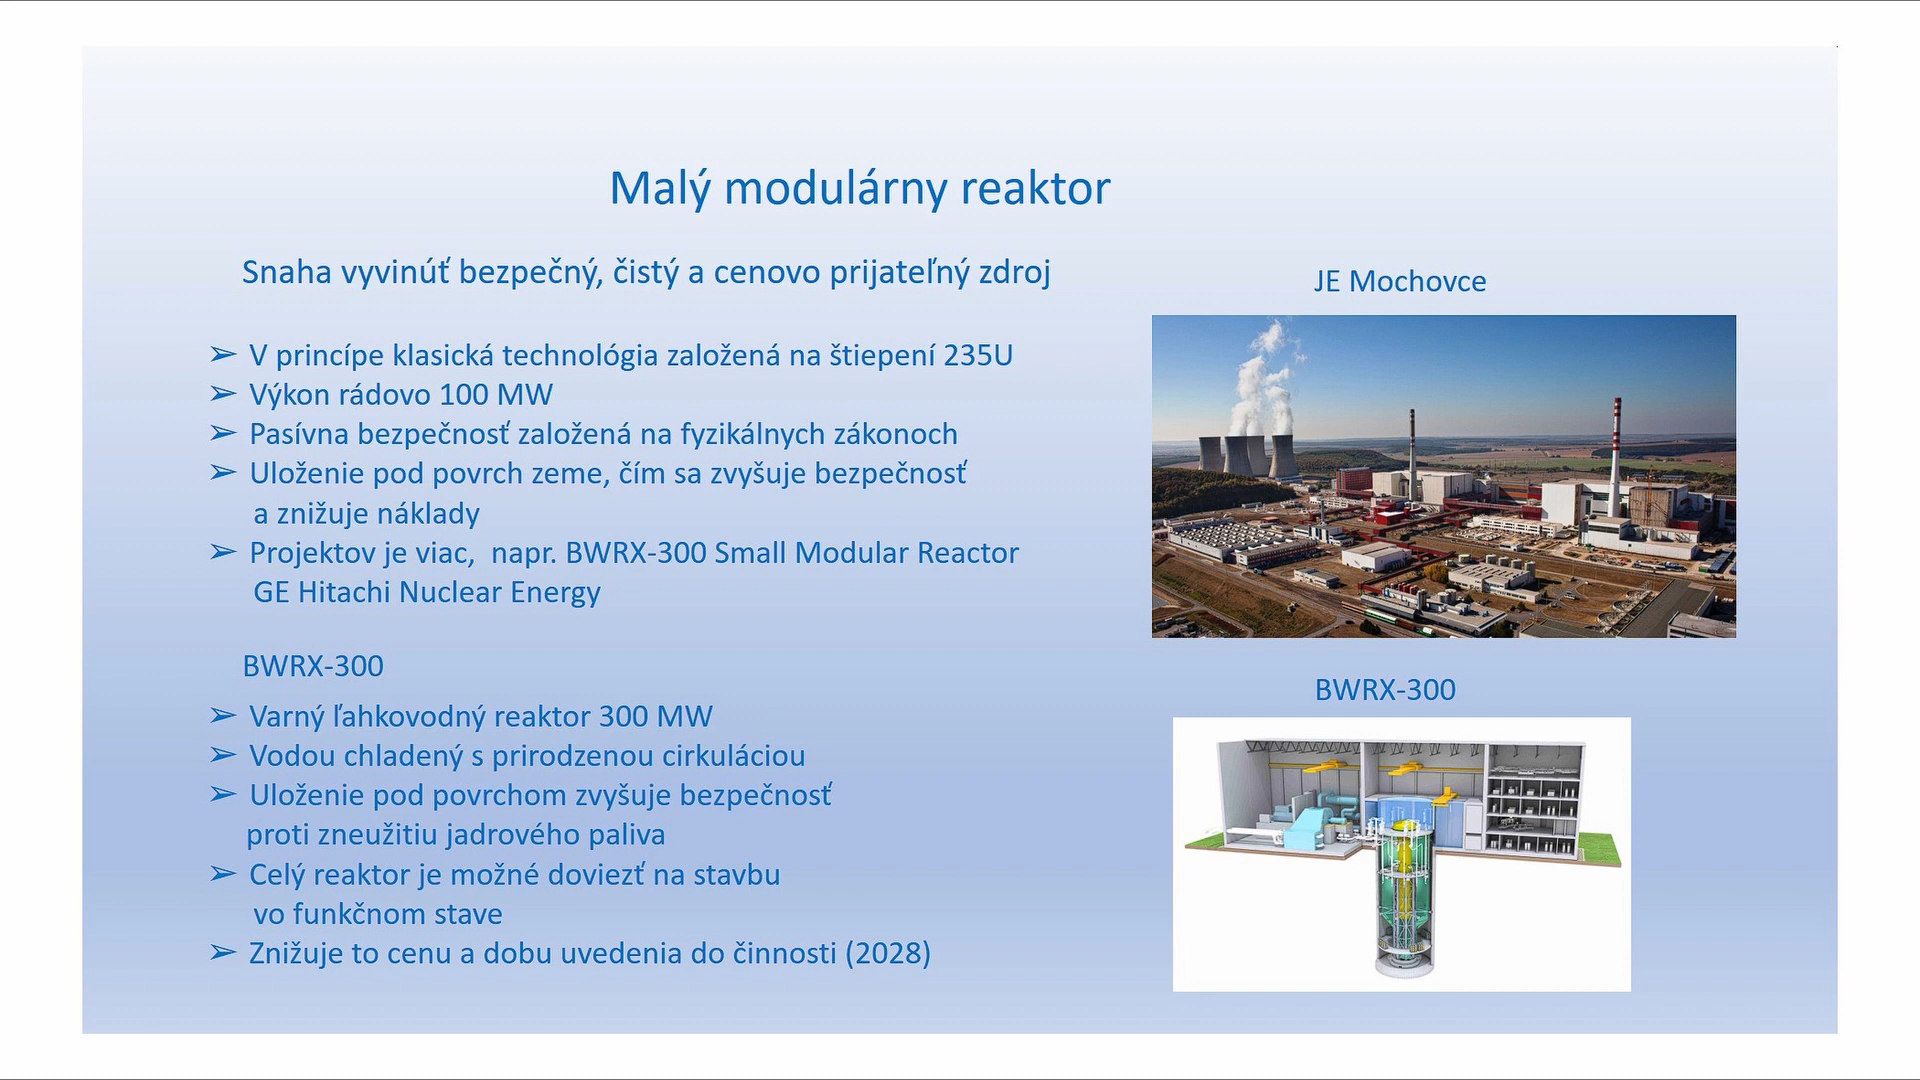 Malý modulárny reaktor
Snaha vyvinúť bezpečný, čistý a cenovo prijateľný zdroj
➢ V princípe klasická technológia založená na štiepení 235U
➢ Výkon rádovo 100 MW
➢ Pasívna bezpečnosť založená na fyzikálnych zákonoch
➢ Uloženie pod povrch zeme, čím sa zvyšuje bezpečnosť
a znižuje náklady
➢ Projektov je viac, napr. BWRX-300 Small Modular Reactor
GE Hitachi Nuclear Energy
BWRX-300
➢ Varný ľahkovodný reaktor 300 MW
➢ Vodou chladený s prirodzenou cirkuláciou
➢ Uloženie pod povrchom zvyšuje bezpečnosť
proti zneužitiu jadrového paliva
➢ Celý reaktor je možné doviezť na stavbu
vo funkčnom stave
➢ Znižuje to cenu a dobu uvedenia do činnosti (2028)
JE Mochovce
BWRX-300